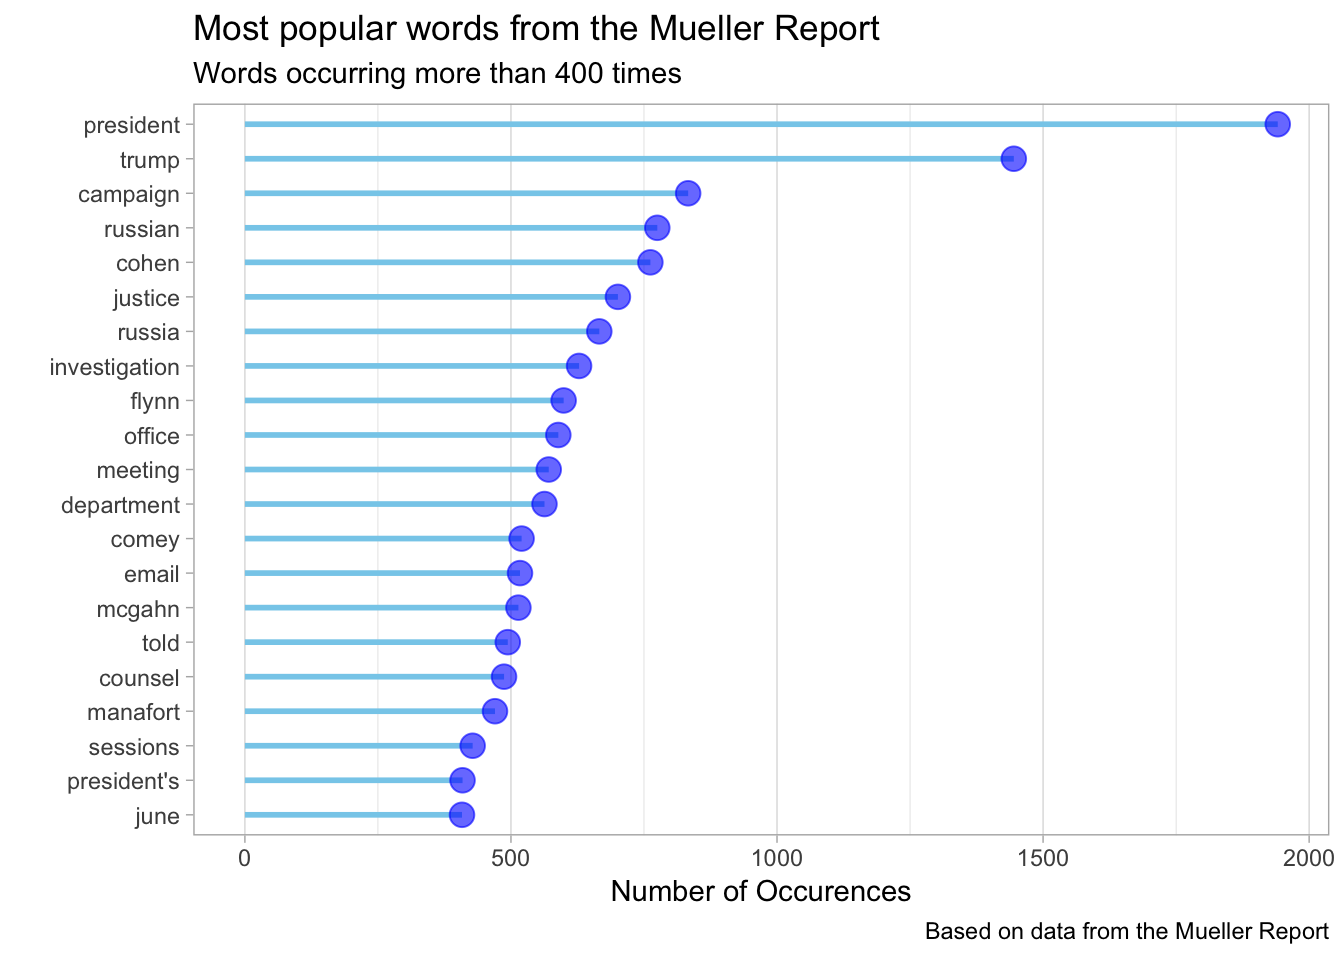 Most popular words from the Mueller Report
Words occurring more than 400 times
president
trump
campaign
russian
cohen
justice
russia
investigation
flynn
office
meeting
department
comey
email
mcgahn
told
counsel
manafort
sessions
president's
june
0 500 1000 1500 2000
Number of Occurences
Based on data from the Mueller Report